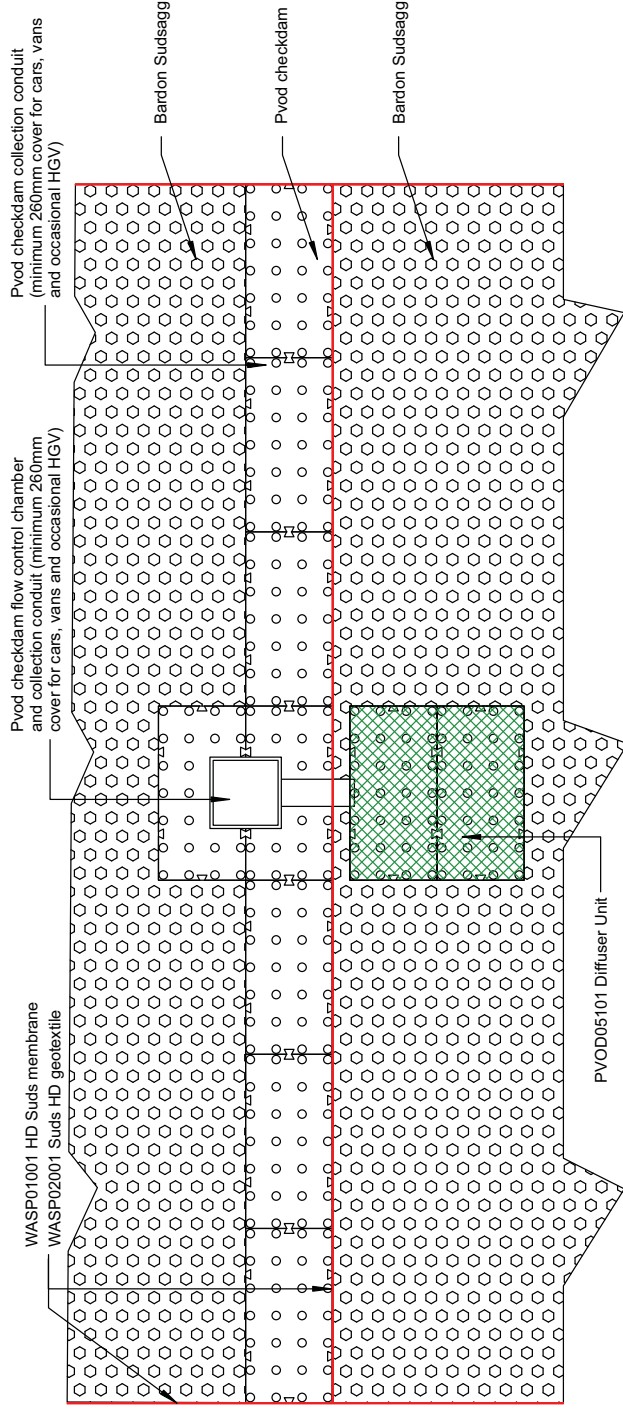 WASP01001 HD Suds membrane
WASP02001 Suds HD geotextile
Pvod checkdam flow control chamber
and collection conduit (minimum 260mm
cover for cars, vans and occasional HGV)
Pvod checkdam collection conduit
(minimum 260mm cover for cars, vans
and occasional HGV)
Bardon Sudsagg
Pvod checkdam
Bardon Sudsagg
PVOD05101 Diffuser Unit